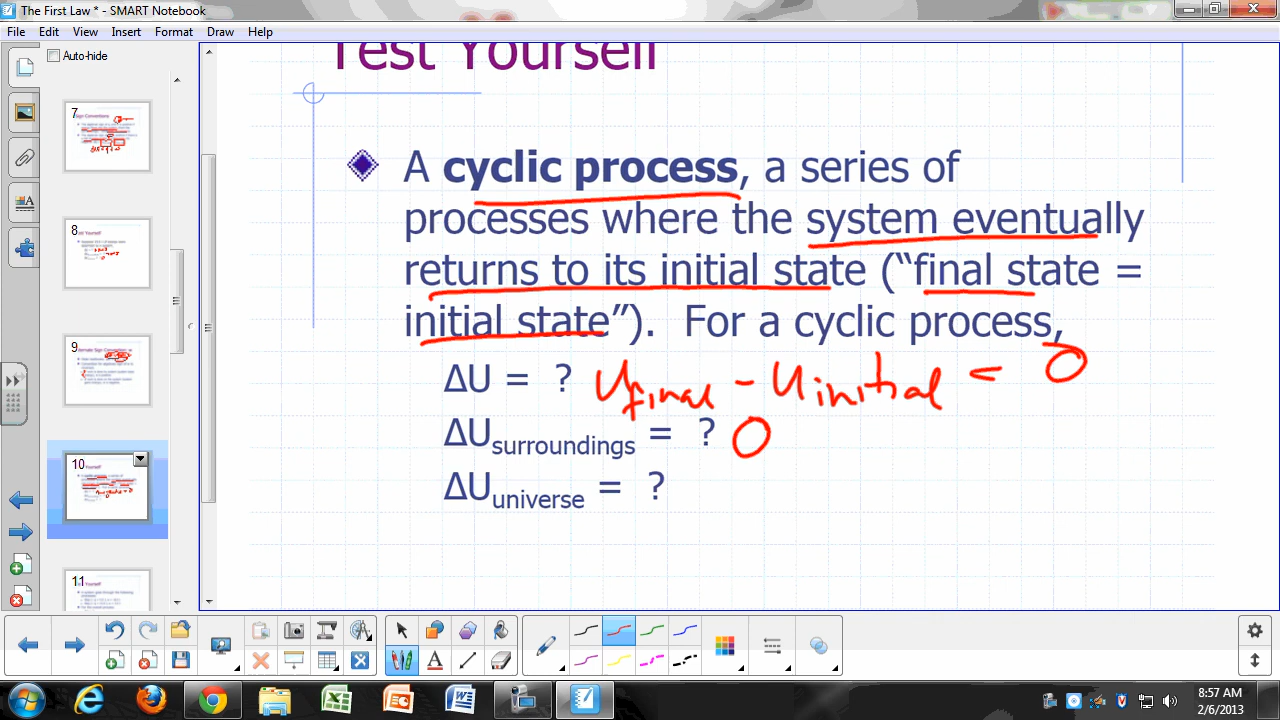 The First Law * - SMART Notebook
File Edit View Insert Format Draw Help
Auto-hide
7
8
9
10
11
Test Yourself
A cyclic process, a series of
processes where the system eventually
returns to its initial state (“final state =
initial state”). For a cyclic process,
ΔU = ? Ufinal - Uinitial = 0
ΔUsurroundings = ? 0
ΔUuniverse = ?
8:57 AM
2/6/2013